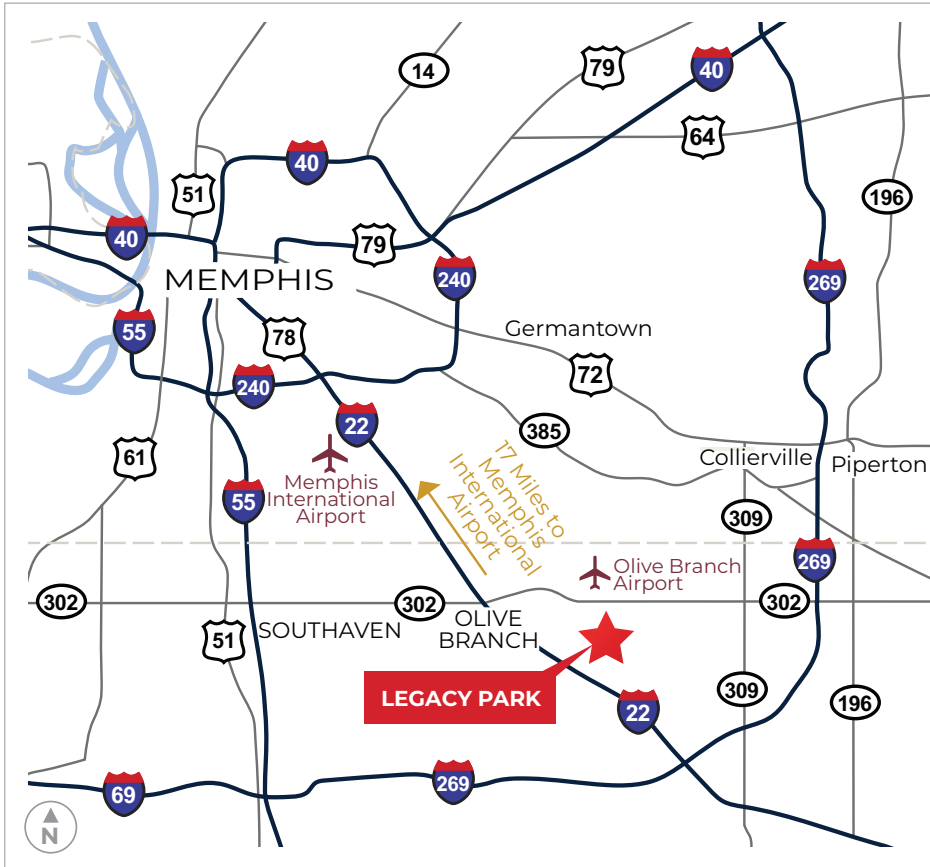 14
79
40
64
40
51
196
40
79
MEMPHIS
240
269
55
78
Germantown
72
240
22
385
61
Memphis
International
Airport
17 Miles to
Memphis
International
Airport
Collierville
Piperton
55
309
269
Olive Branch
Airport
302
302
302
51
SOUTHAVEN
OLIVE
BRANCH
LEGACY PARK
22
309
196
69
269
N